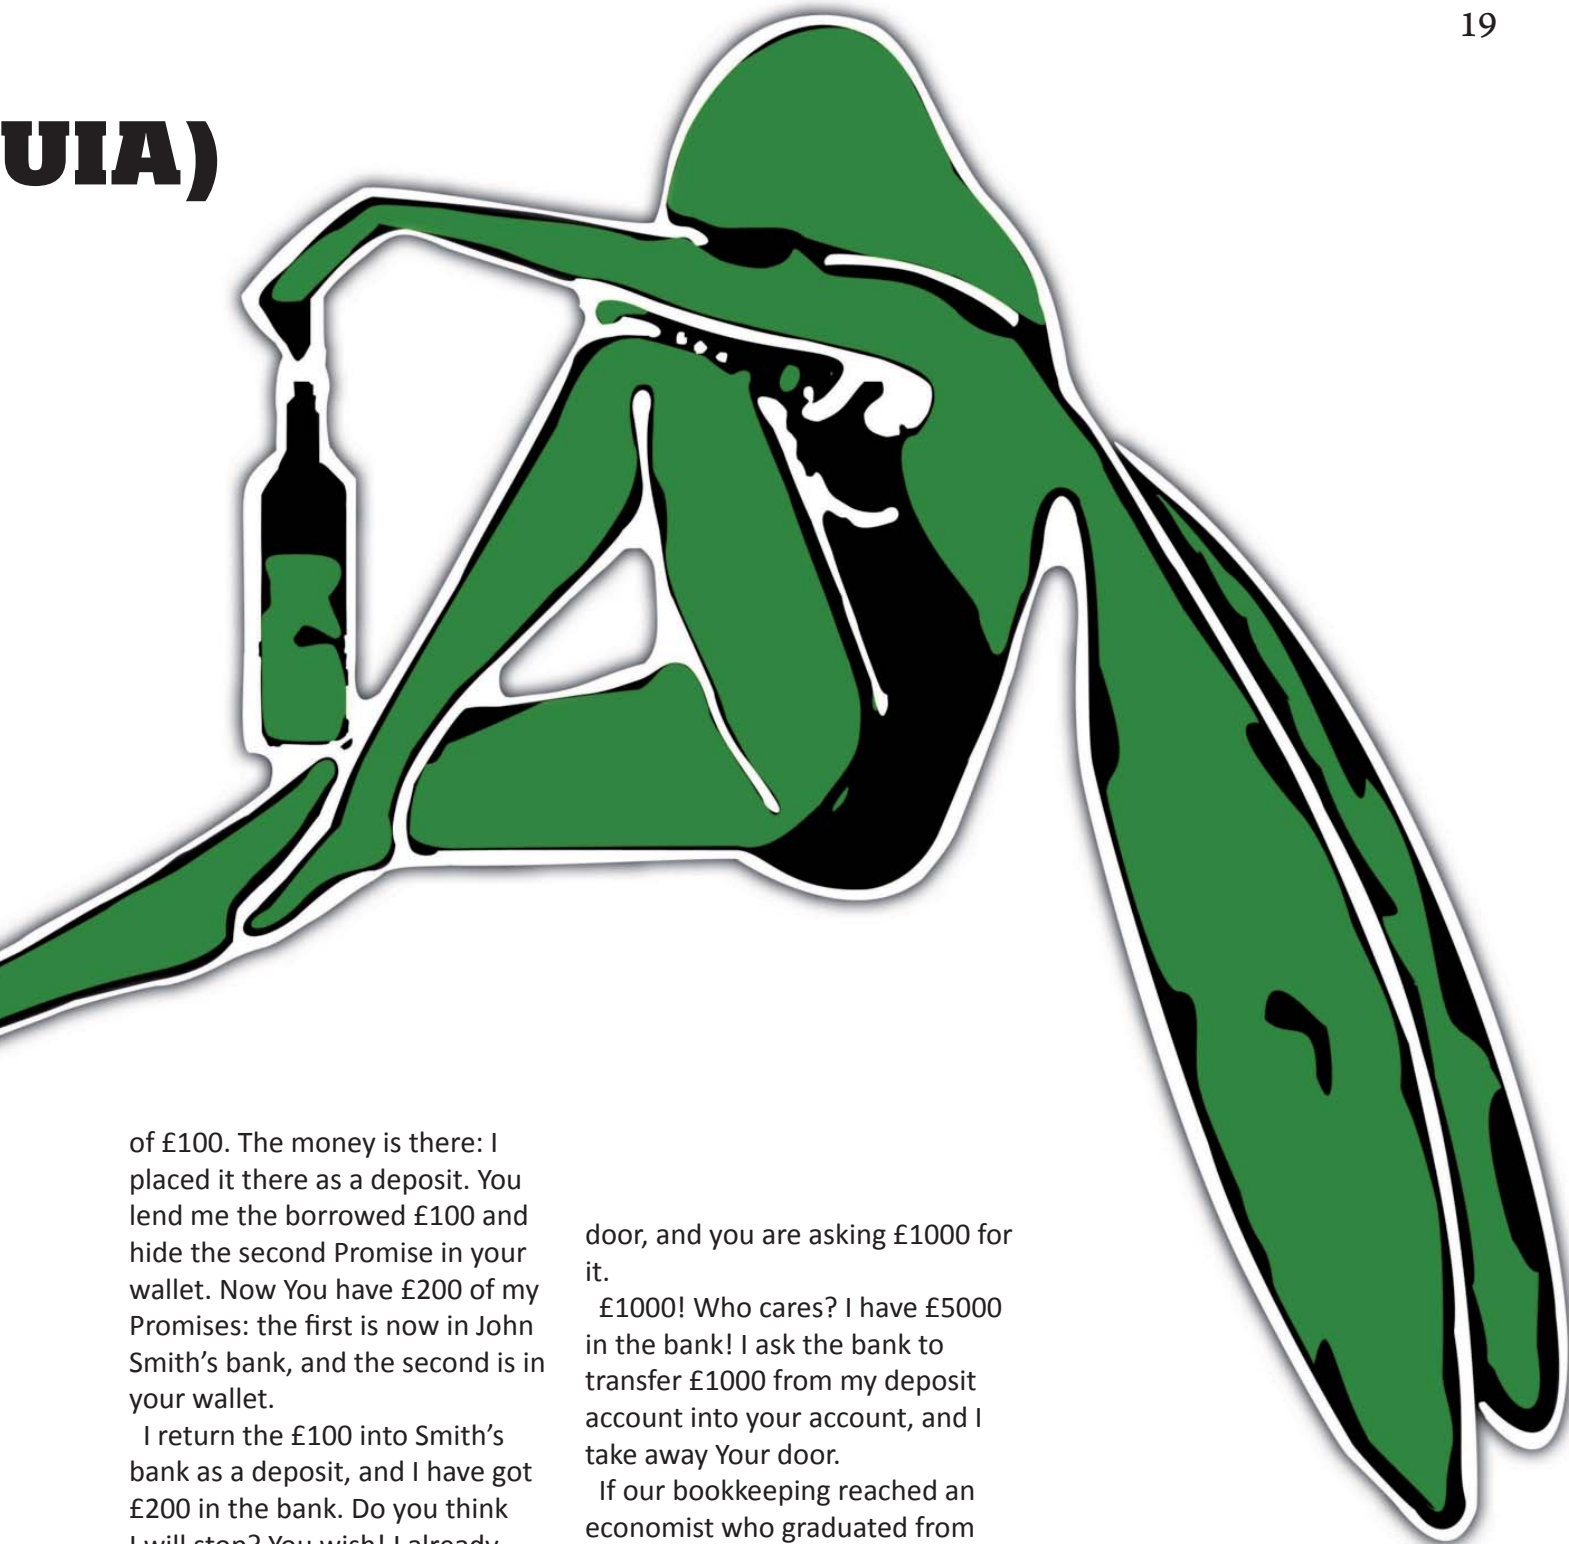 19
UIA)
of £100. The money is there: I
placed it there as a deposit. You
lend me the borrowed £100 and
hide the second Promise in your
wallet. Now You have £200 of my
Promises: the first is now in John
Smith’s bank, and the second is in
your wallet.
I return the £100 into Smith’s
bank as a deposit, and I have got
£200 in the bank. Do you think
I will stop? You wish! I already
door, and you are asking £1000 for
it.
£1000! Who cares? I have £5000
in the bank! I ask the bank to
transfer £1000 from my deposit
account into your account, and I
take away Your door.
If our bookkeeping reached an
economist who graduated from